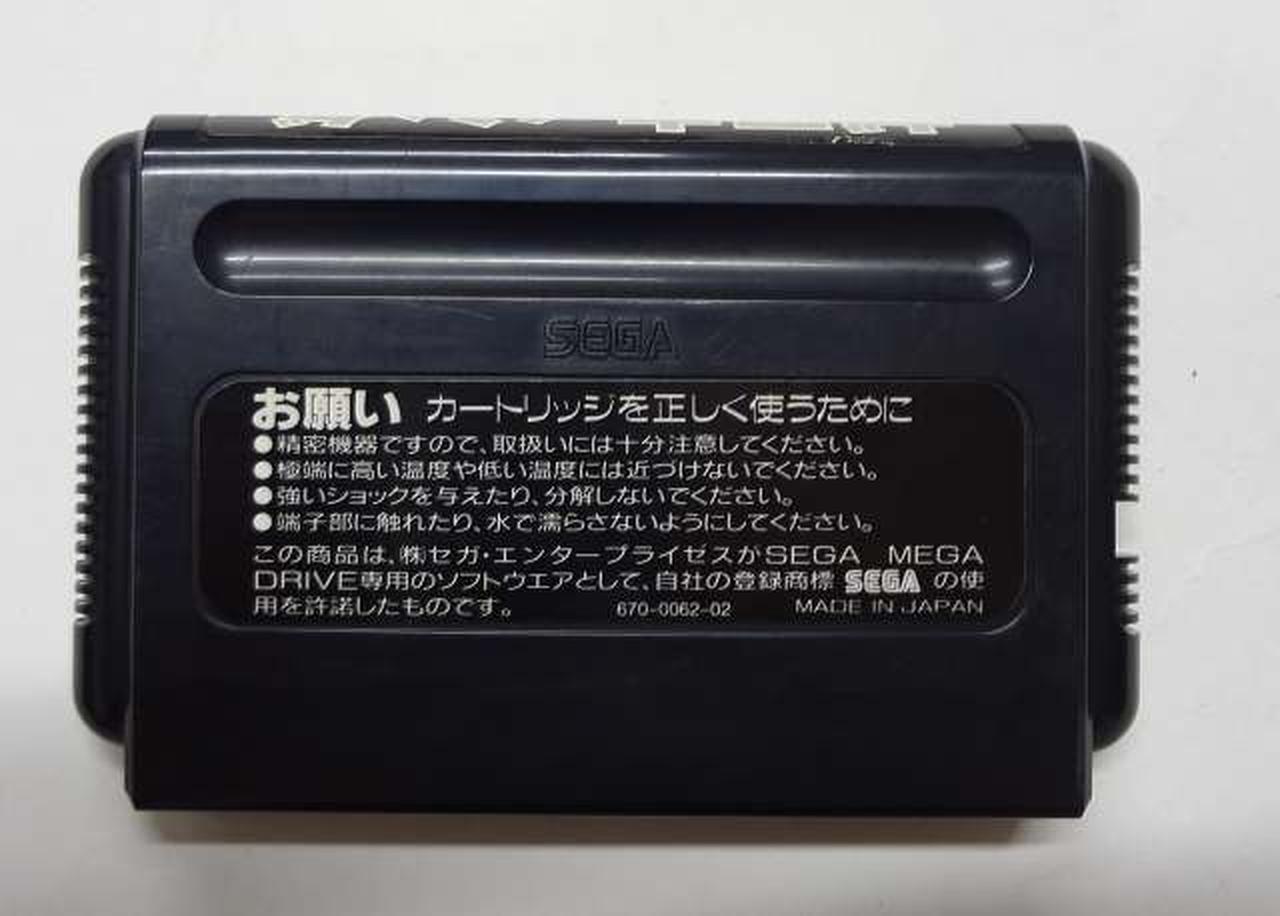 SEGA
お願い カートリッジを正しく使うために
●精密機器ですので、取扱いには十分注意してください。
●極端に高い温度や低い温度には近づけないでください。
●強いショックを与えたり、分解しないでください。
●端子部に触れたり、水で濡らさないようにしてください。
この商品は、㈱セガ・エンタープライゼスがSEGA MEGA
DRIVE専用のソフトウエアとして、自社の登録商標 SEGA の使
用を許諾したものです。 670-0062-02 MADE IN JAPAN